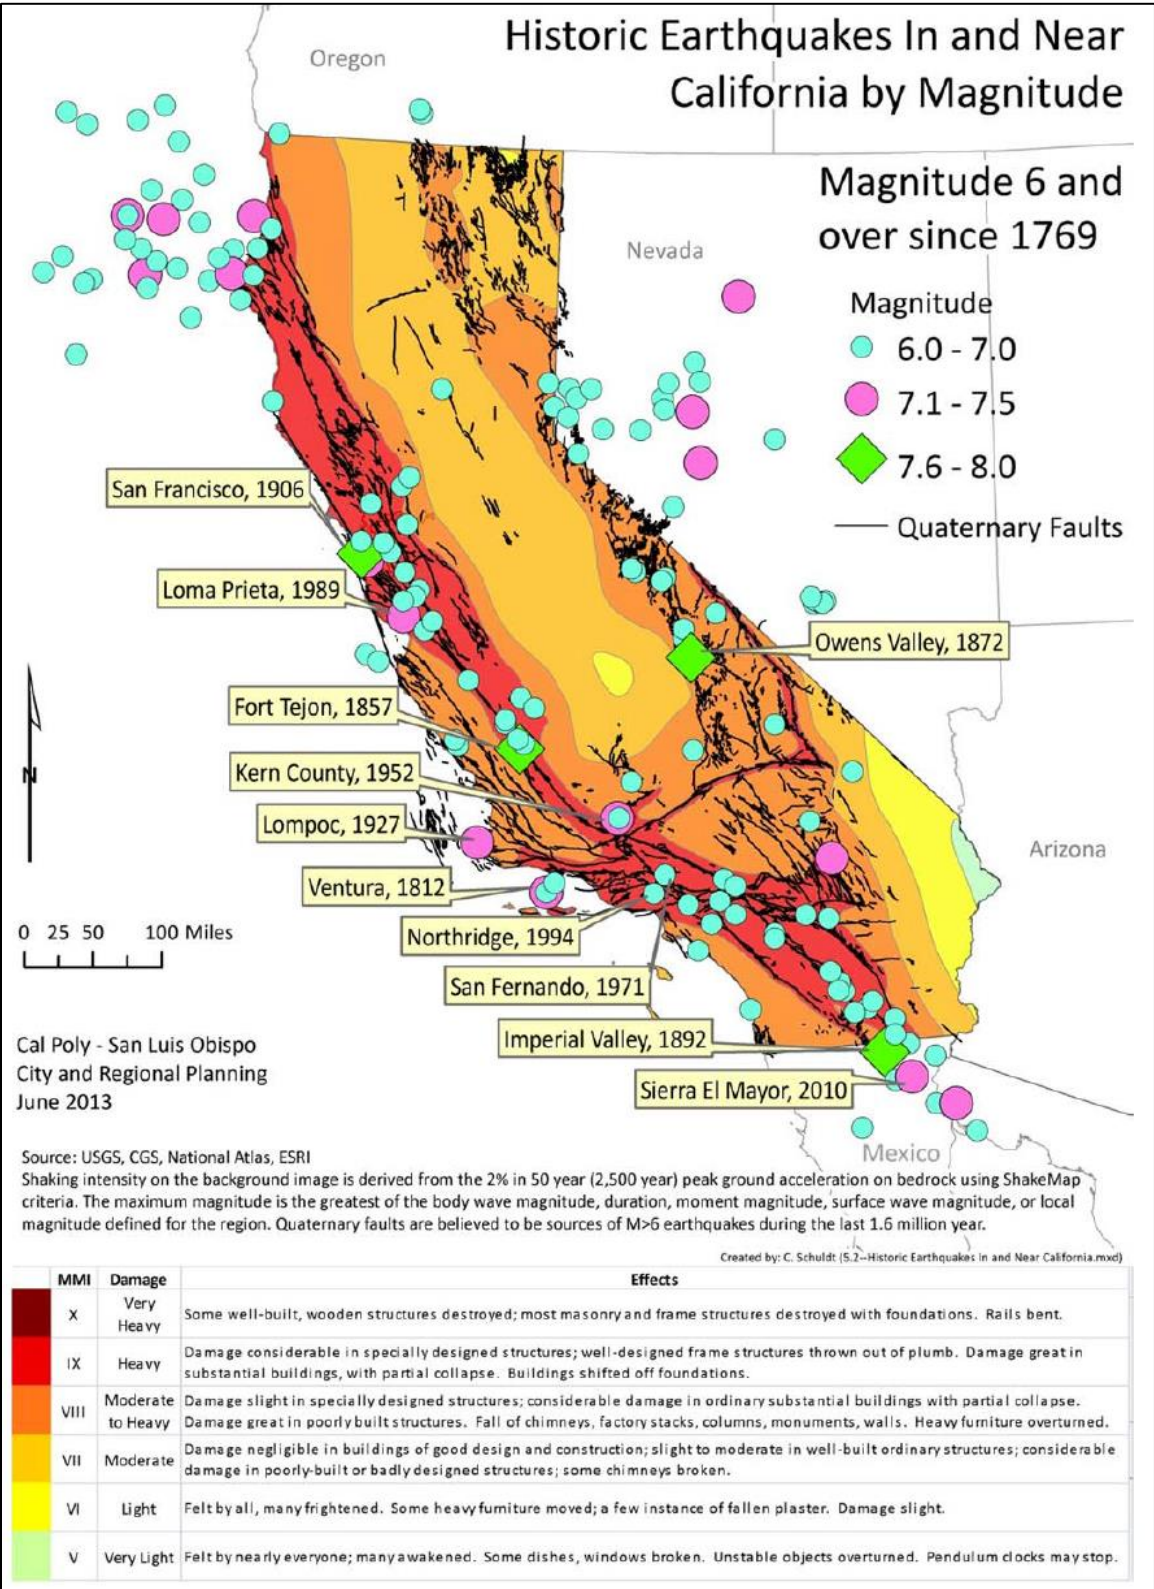 Historic Earthquakes In and Near
California by Magnitude
Oregon
Magnitude 6 and
over since 1769
Nevada
Magnitude
6.0 - 7.0
7.1 - 7.5
7.6 - 8.0
Quaternary Faults
San Francisco, 1906
Loma Prieta, 1989
Owens Valley, 1872
Fort Tejon, 1857
Kern County, 1952
Lompoc, 1927
Ventura, 1812
Northridge, 1994
San Fernando, 1971
Imperial Valley, 1892
Sierra El Mayor, 2010
N
Arizona
Mexico
0 25 50 100 Miles
Cal Poly - San Luis Obispo
City and Regional Planning
June 2013
Source: USGS, CGS, National Atlas, ESRI
Shaking intensity on the background image is derived from the 2% in 50 year (2,500 year) peak ground acceleration on bedrock using ShakeMap
criteria. The maximum magnitude is the greatest of the body wave magnitude, duration, moment magnitude, surface wave magnitude, or local
magnitude defined for the region. Quaternary faults are believed to be sources of M>6 earthquakes during the last 1.6 million year.
Created by: C. Schuldt (5.2--Historic Earthquakes In and Near California.mxd)
MMI Damage Effects
X Very Heavy Some well-built, wooden structures destroyed; most masonry and frame structures destroyed with foundations. Rails bent.
IX Heavy Damage considerable in specially designed structures; well-designed frame structures thrown out of plumb. Damage great in
substantial buildings, with partial collapse. Buildings shifted off foundations.
VIII Moderate to Heavy Damage slight in specially designed structures; considerable damage in ordinary substantial buildings with partial collapse.
Damage great in poorly built structures. Fall of chimneys, factory stacks, columns, monuments, walls. Heavy furniture overturned.
VII Moderate Damage negligible in buildings of good design and construction; slight to moderate in well-built ordinary structures; considerable
damage in poorly-built or badly designed structures; some chimneys broken.
VI Light Felt by all, many frightened. Some heavy furniture moved; a few instance of fallen plaster. Damage slight.
V Very Light Felt by nearly everyone; many awakened. Some dishes, windows broken. Unstable objects overturned. Pendulum clocks may stop.